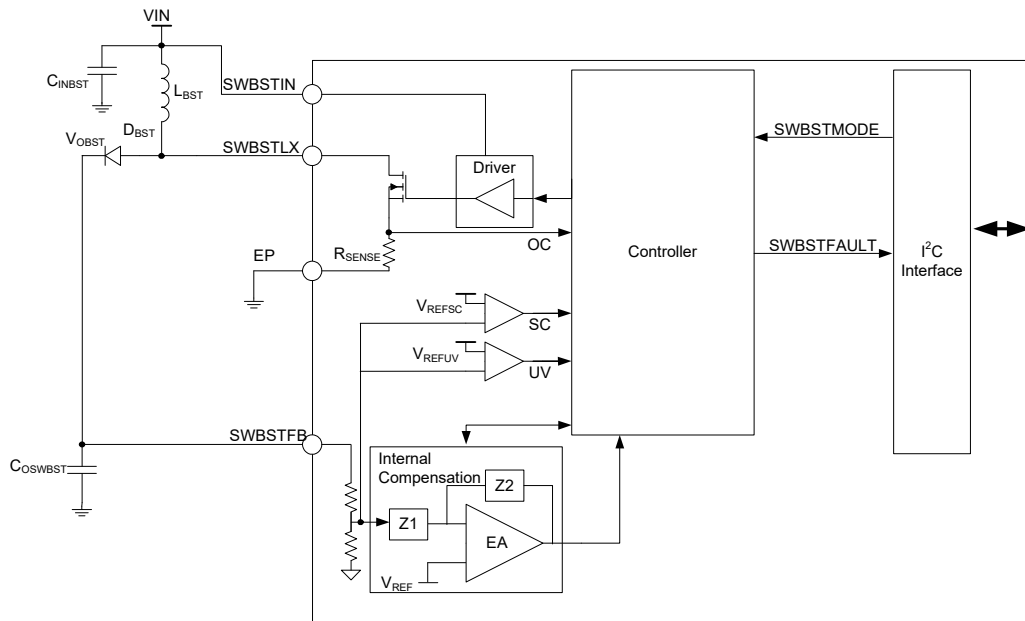 VIN
CINBST
LBST
SWBSTIN
DBST
VOBST
SWBSTLX
Driver
SWBSTMODE
OC
Controller
SWBSTFAULT
I2C
Interface
EP
RSENSE
VREFSC
SC
VREFUV
UV
SWBSTFB
COSWBST
Internal
Compensation
Z2
Z1
EA
VREF